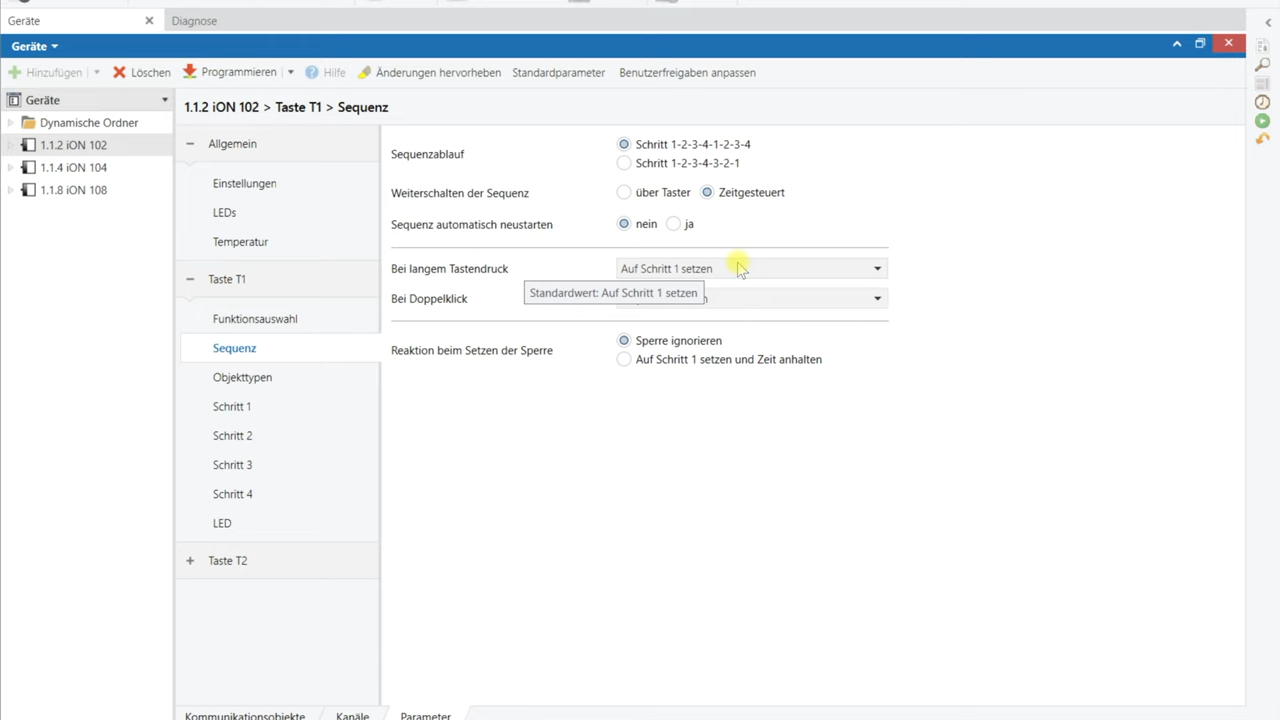 Geräte
Diagnose
Geräte
Hinzufügen
Löschen
Programmieren
Hilfe
Änderungen hervorheben
Standardparameter
Benutzerfreigaben anpassen
Geräte
Dynamische Ordner
1.1.2 iON 102
1.1.4 iON 104
1.1.8 iON 108
1.1.2 iON 102 > Taste T1 > Sequenz
Allgemein
Einstellungen
LEDs
Temperatur
Taste T1
Funktionsauswahl
Sequenz
Objekttypen
Schritt 1
Schritt 2
Schritt 3
Schritt 4
LED
Taste T2
Sequenzablauf
Schritt 1-2-3-4-1-2-3-4
Schritt 1-2-3-4-3-2-1
Weiterschalten der Sequenz
über Taster
Zeitgesteuert
Sequenz automatisch neustarten
nein
ja
Bei langem Tastendruck
Auf Schritt 1 setzen
Standardwert: Auf Schritt 1 setzen
Bei Doppelklick
Reaktion beim Setzen der Sperre
Sperre ignorieren
Auf Schritt 1 setzen und Zeit anhalten
Kommunikationsobjekte
Kanäle
Parameter